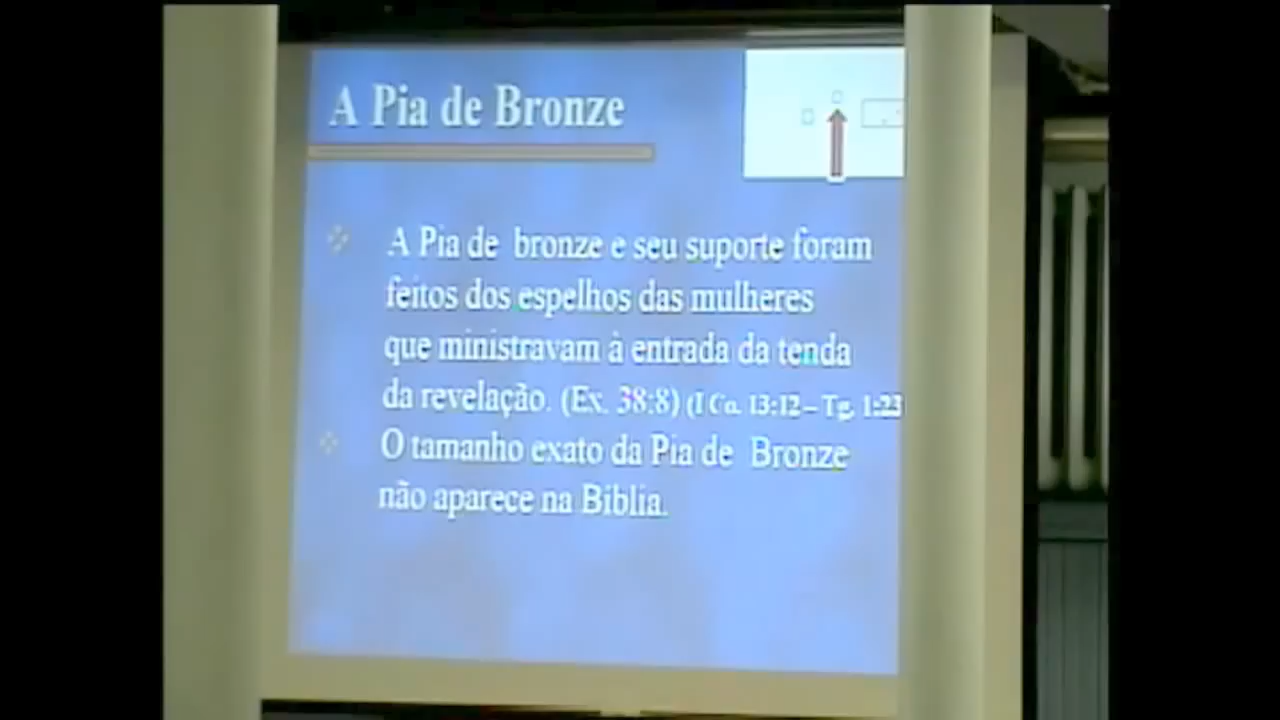 A Pia de Bronze
A Pia de bronze e seu suporte foram
feitos dos espelhos das mulheres
que ministravam à entrada da tenda
da revelação. (Ex. 38:8) (I Co. 13:12 – Tg. 1:23
O tamanho exato da Pia de Bronze
não aparece na Biblia.